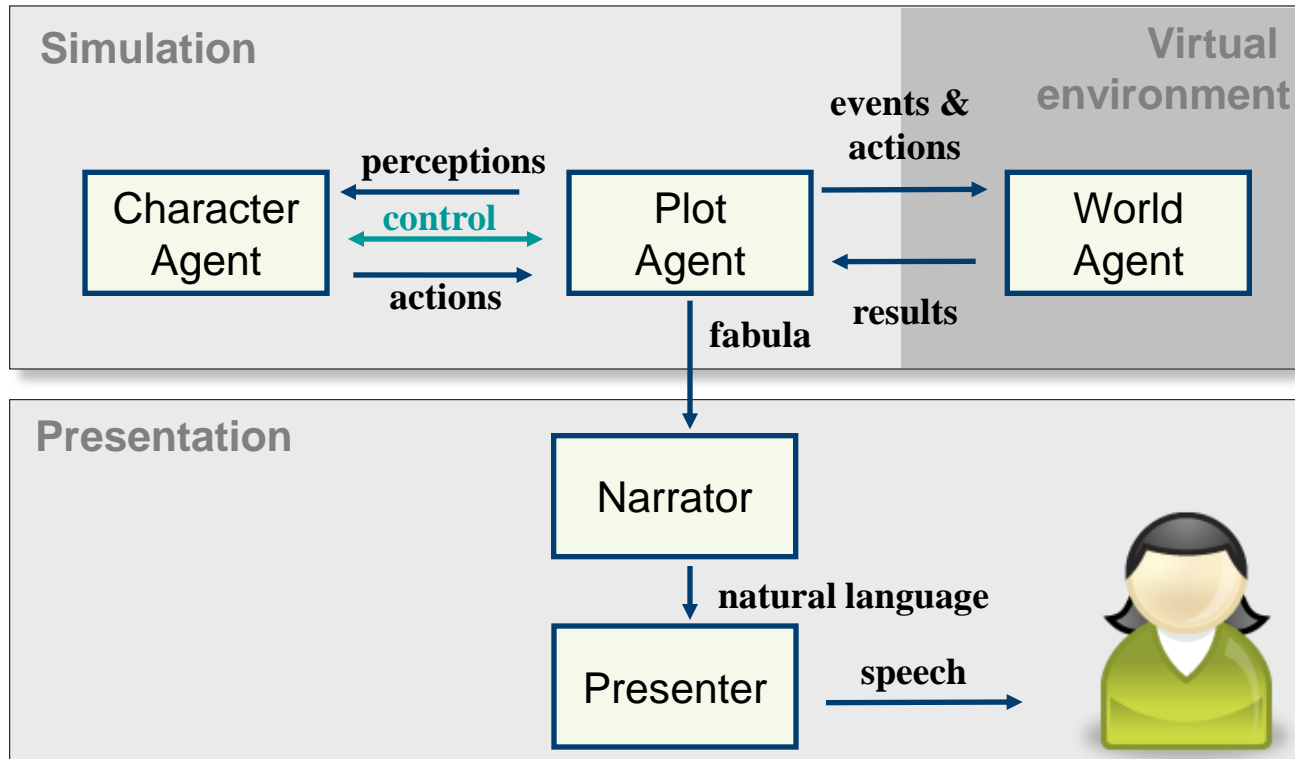 Simulation
Virtual
environment
events &
actions
perceptions
Character
Agent
control
Plot
Agent
World
Agent
actions
results
fabula
Presentation
Narrator
natural language
Presenter
speech